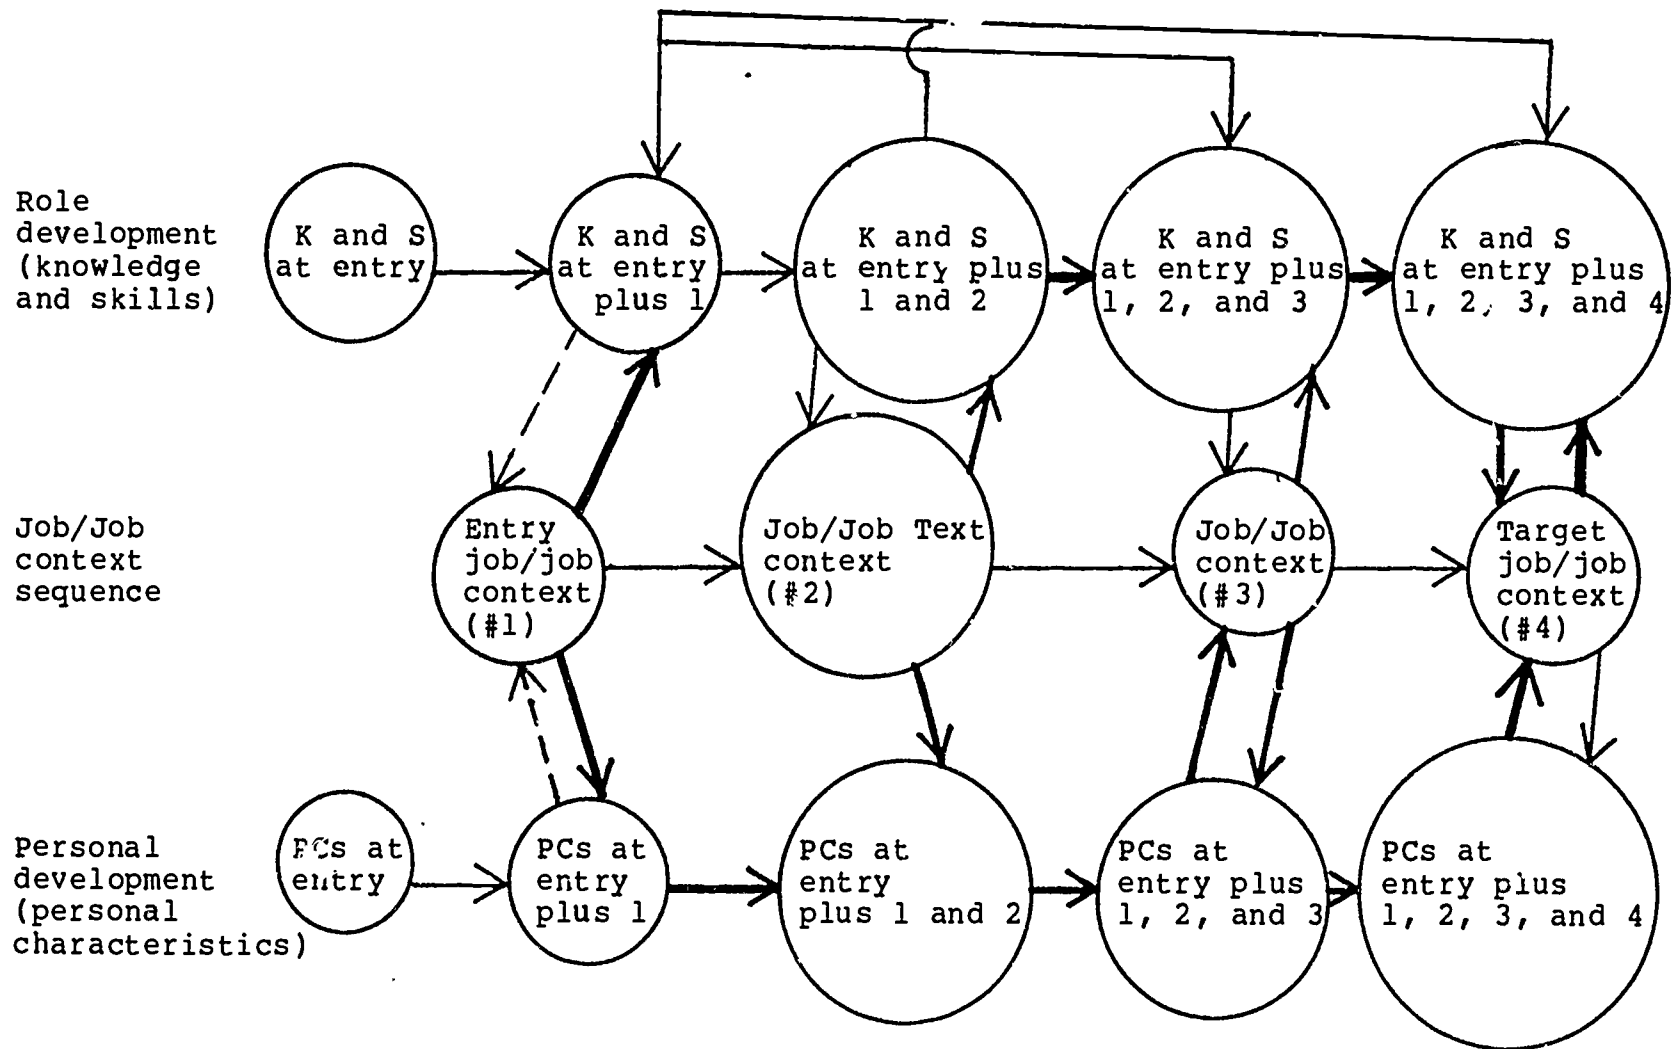 Role
development
(knowledge
and skills)
K and S
at entry
K and S
at entry
plus 1
K and S
at entry plus
1 and 2
K and S
at entry plus
1, 2, and 3
K and S
at entry plus
1, 2, 3, and 4
Job/Job
context
sequence
Entry
job/job
context
(#1)
Job/Job Text
context
(#2)
Job/Job
context
(#3)
Target
job/job
context
(#4)
Personal
development
(personal
characteristics)
PCs at
entry
PCs at
entry
plus 1
PCs at
entry
plus 1 and 2
PCs at
entry plus
1, 2, and 3
PCs at
entry plus
1, 2, 3, and 4